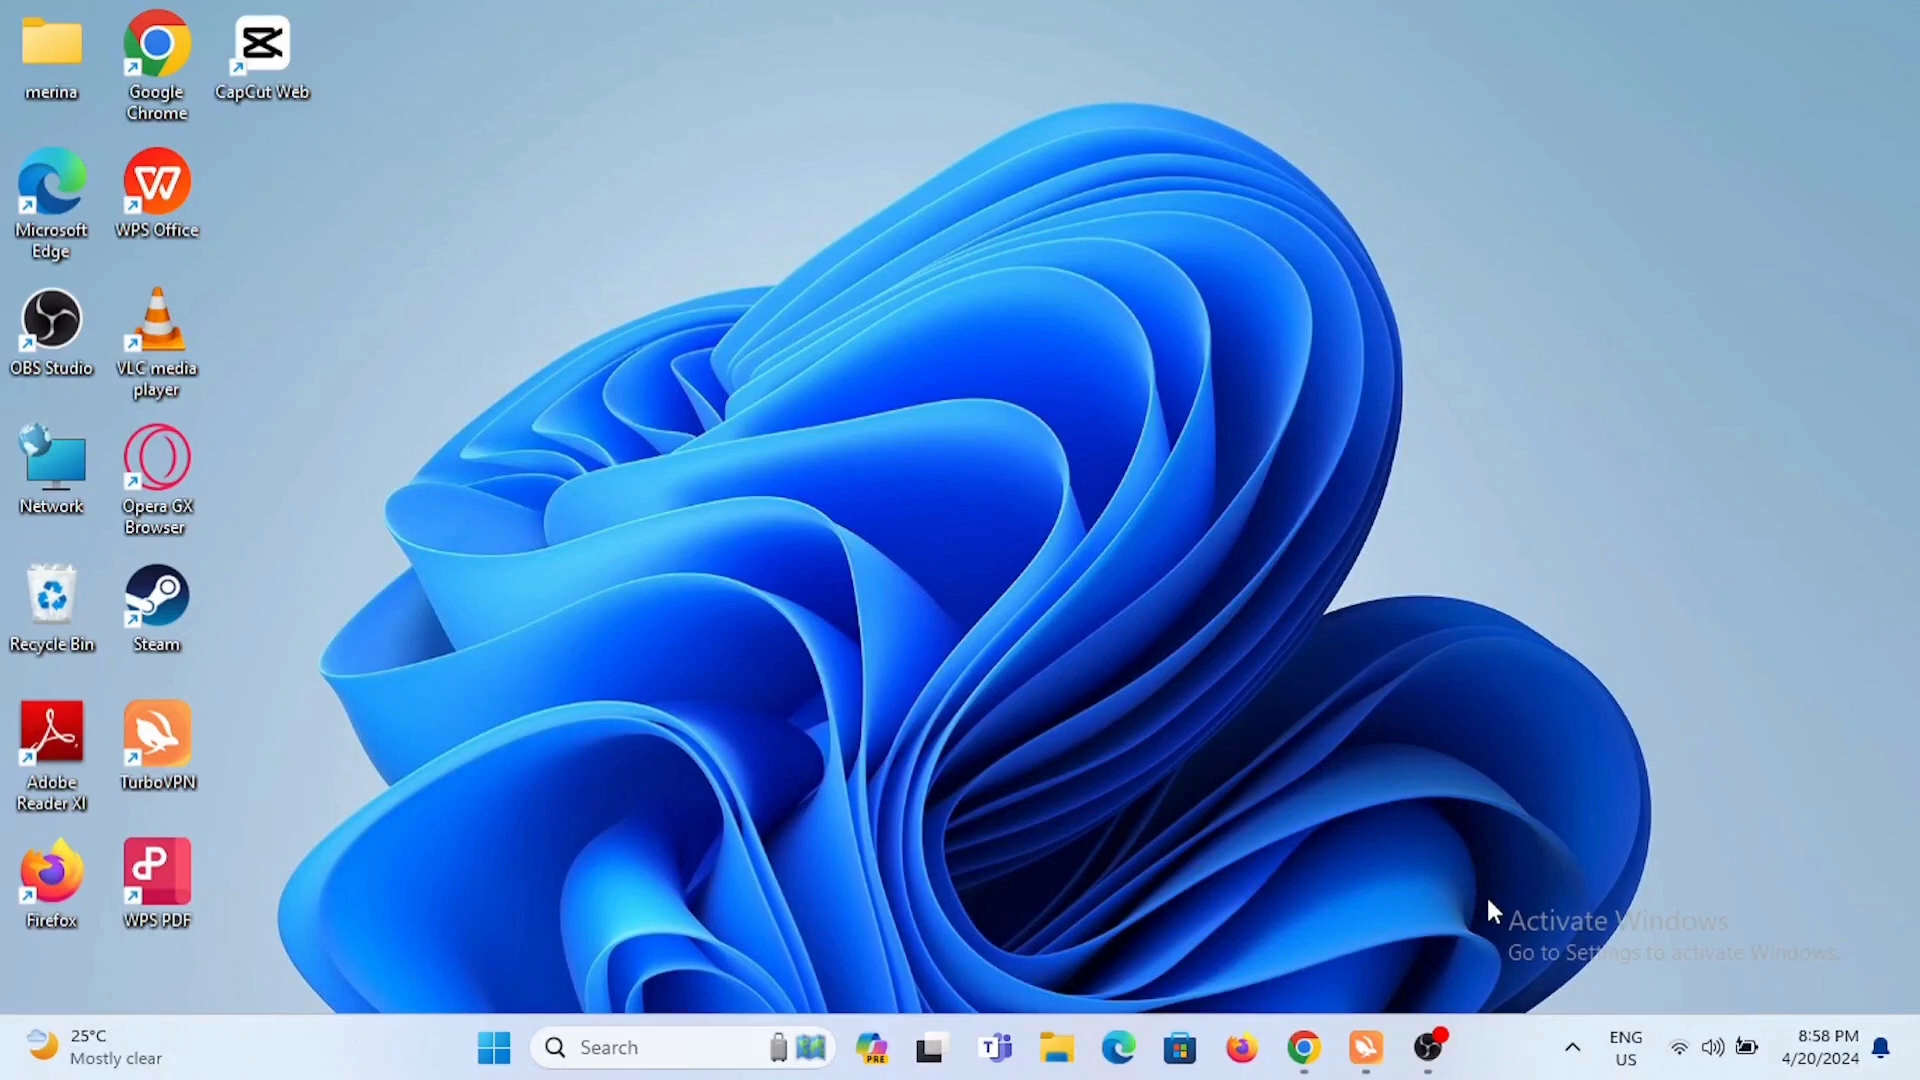 merina
Google
Chrome
CapCut Web
Microsoft
Edge
WPS Office
OBS Studio
VLC media
player
Network
Opera GX
Browser
Recycle Bin
Steam
Adobe
Reader XI
TurboVPN
Firefox
WPS PDF
Activate Windows
Go to Settings to activate Windows.
25°C
Mostly clear
Search
PRE
ENG
US
8:58 PM
4/20/2024